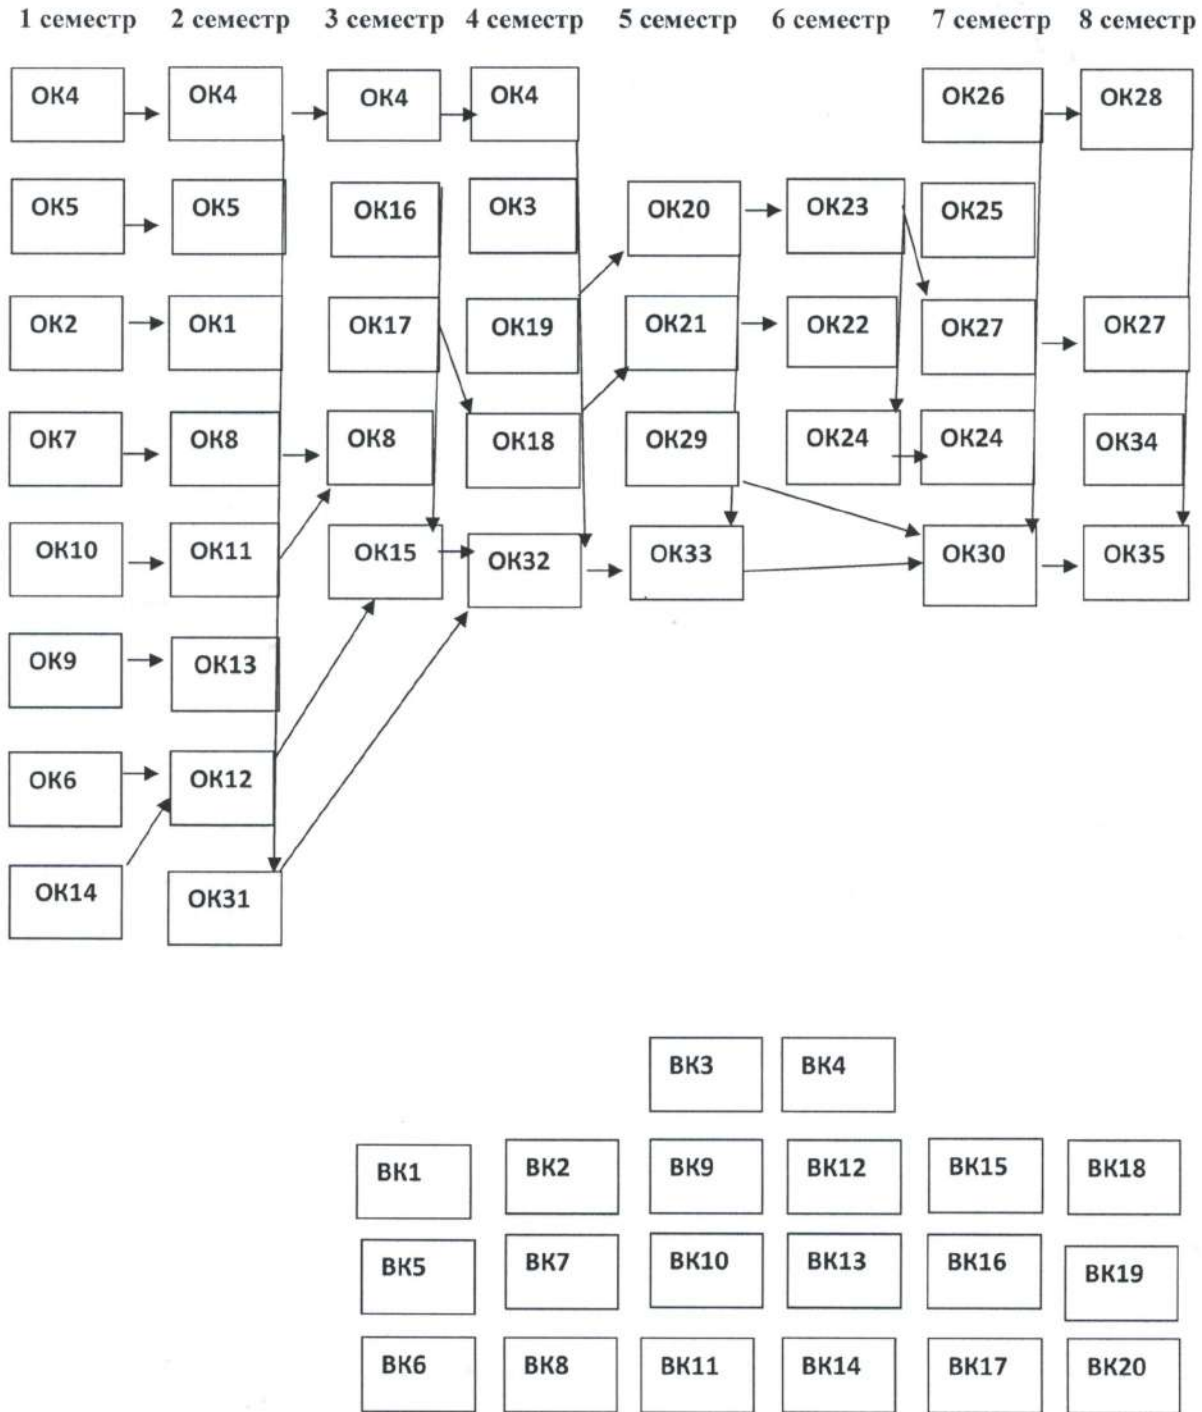 1 семестр 2 семестр 3 семестр 4 семестр 5 семестр 6 семестр 7 семестр 8 семестр
ОК4 ОК4 ОК4 ОК4 ОК26 ОК28
ОК5 ОК5 ОК16 ОК3 ОК20 ОК23 ОК25
ОК2 ОК1 ОК17 ОК19 ОК21 ОК22 ОК27 ОК27
ОК7 ОК8 ОК8 ОК18 ОК29 ОК24 ОК24 ОК34
ОК10 ОК11 ОК15 ОК32 ОК33 ОК30 ОК35
ОК9 ОК13
ОК6 ОК12
ОК14 ОК31
ВК3 ВК4
ВК1 ВК2 ВК9 ВК12 ВК15 ВК18
ВК5 ВК7 ВК10 ВК13 ВК16 ВК19
ВК6 ВК8 ВК11 ВК14 ВК17 ВК20